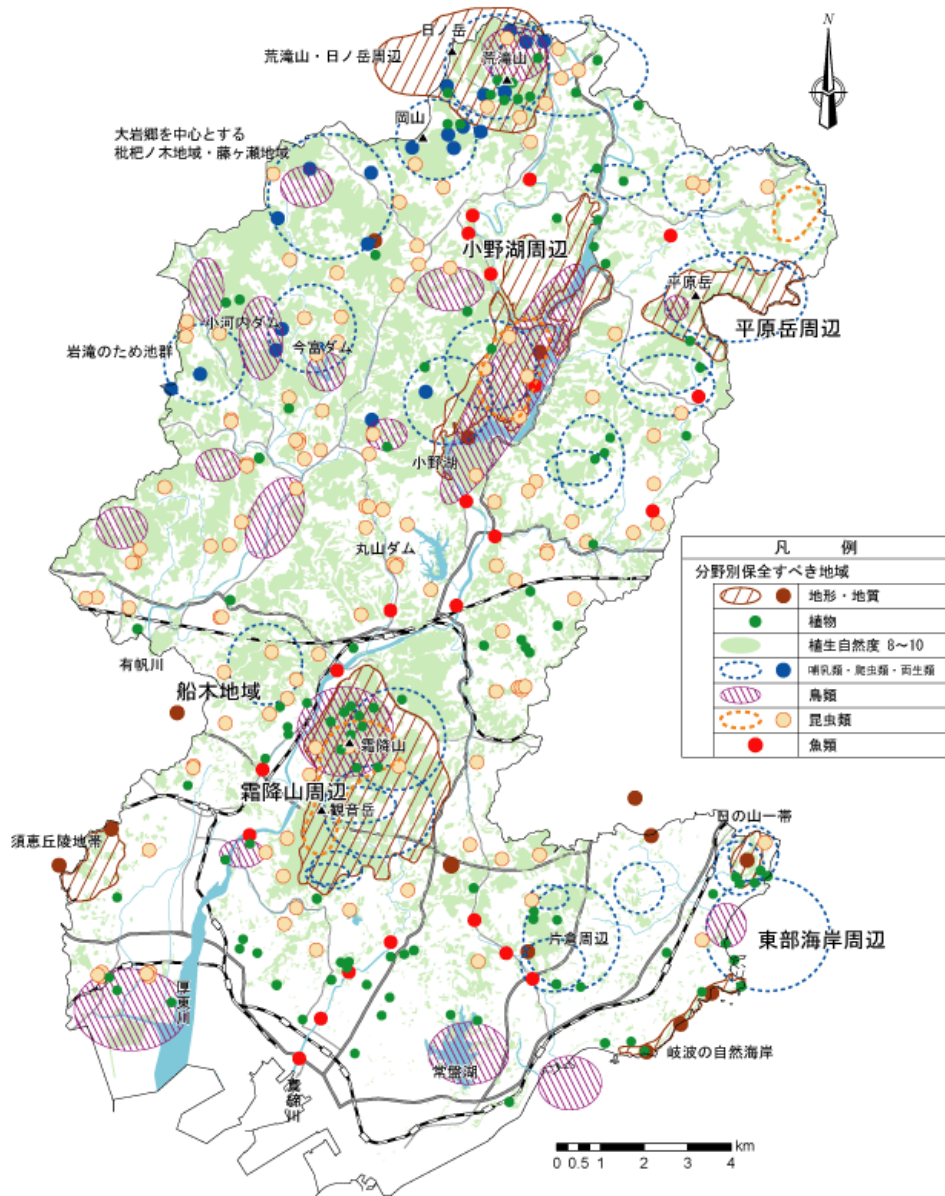 N
日ノ岳
荒滝山・日ノ岳周辺
荒滝山
岡山
大岩郷を中心とする
枇杷ノ木地域・藤ヶ瀬地域
小野湖周辺
平原岳
平原岳周辺
小河内ダム
今富ダム
岩滝のため池群
小野湖
丸山ダム
有帆川
船木地域
霜降山
霜降山周辺
観音岳
須恵丘陵地帯
日の山一帯
片倉周辺
東部海岸周辺
厚東川
常盤湖
岐波の自然海岸
凡 例
分野別保全すべき地域
地形・地質
植物
植生自然度 8〜10
哺乳類・爬虫類・両生類
鳥類
昆虫類
魚類
km
0 0.5 1 2 3 4